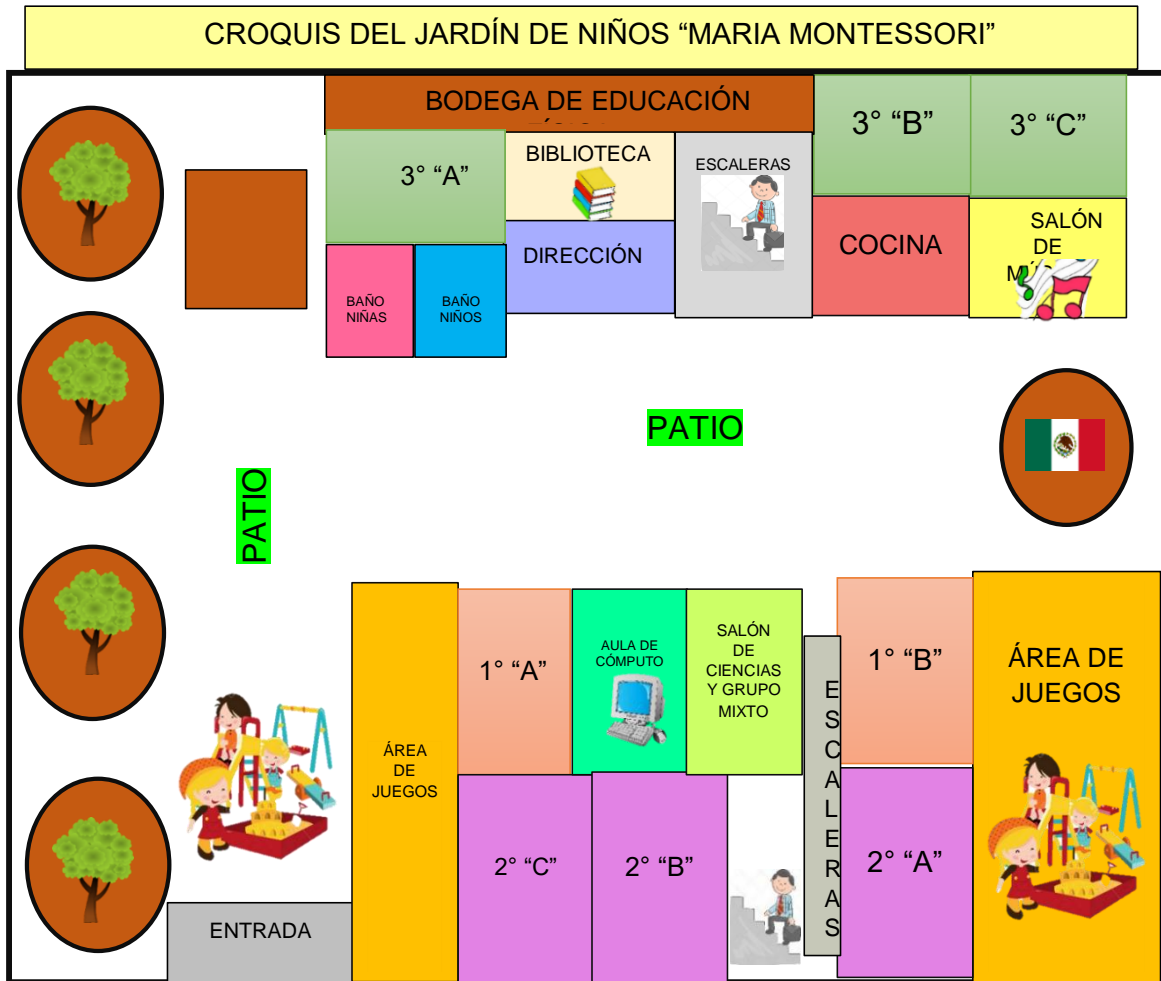 CROQUIS DEL JARDÍN DE NIÑOS “MARIA MONTESSORI”
BODEGA DE EDUCACIÓN
3° “B”
3° “C”
3° “A”
BIBLIOTECA
ESCALERAS
DIRECCIÓN
COCINA
SALÓN
DE
BAÑO
NIÑAS
BAÑO
NIÑOS
PATIO
PATIO
1° “A”
AULA DE
CÓMPUTO
SALÓN
DE
CIENCIAS
Y GRUPO
MIXTO
ESCALERAS
1° “B”
ÁREA DE
JUEGOS
ÁREA
DE
JUEGOS
2° “C”
2° “B”
2° “A”
ENTRADA